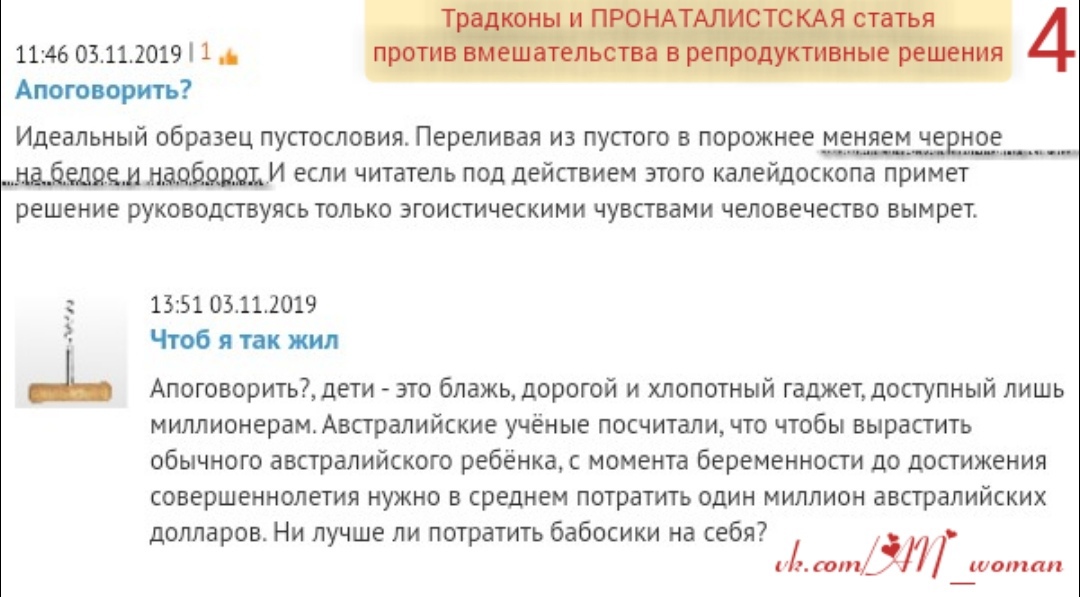 Традконы и ПРОНАТАЛИСТСКАЯ статья
против вмешательства в репродуктивные решения
4
11:46 03.11.2019 | 1
Апоговорить?
Идеальный образец пустословия. Переливая из пустого в порожнее меняем черное
на белое и наоборот. И если читатель под действием этого калейдоскопа примет
решение руководствуясь только эгоистическими чувствами человечество вымрет.
13:51 03.11.2019
Чтоб я так жил
Апоговорить?, дети - это блажь, дорогой и хлопотный гаджет, доступный лишь
миллионерам. Австралийские учёные посчитали, что чтобы вырастить
обычного австралийского ребёнка, с момента беременности до достижения
совершеннолетия нужно в среднем потратить один миллион австралийских
долларов. Ни лучше ли потратить бабосики на себя?
vk.com/AN_woman